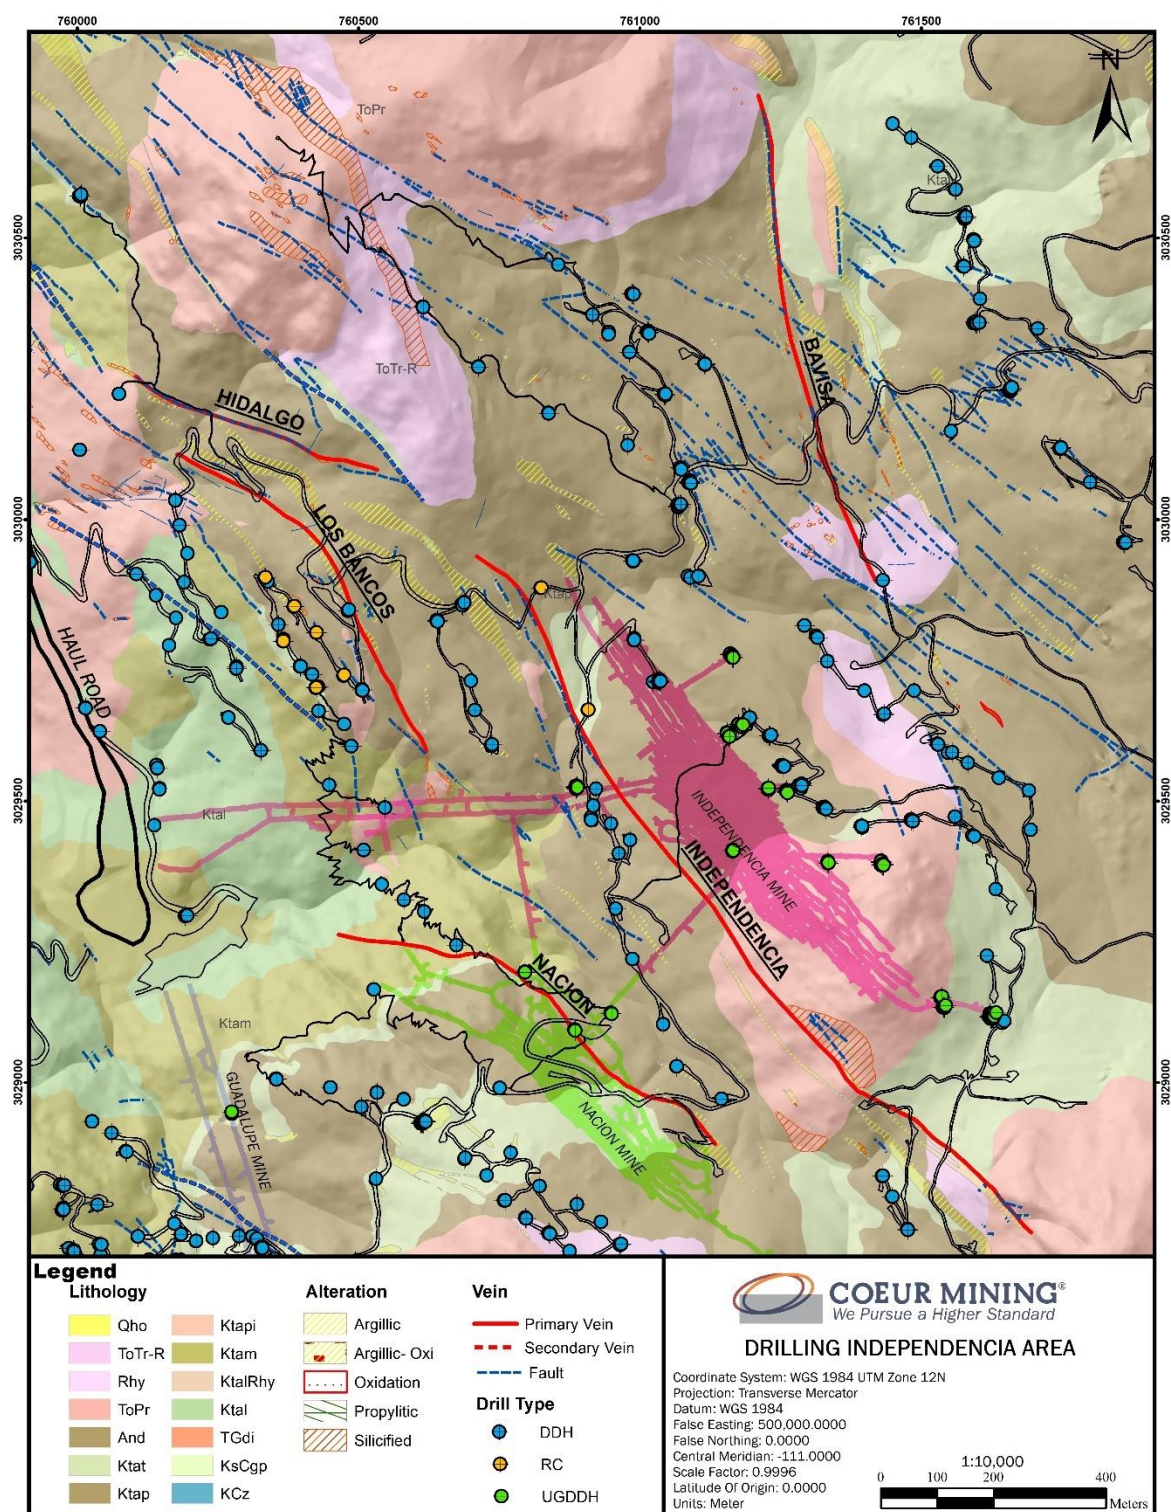 760000
760500
761000
761500
N
ToPr
3030500
3030500
ToTr-R
HIDALGO
BAVISA
3030000
3030000
LOS BANCOS
Ktap
HAUL ROAD
3029500
3029500
Ktal
INDEPENDENCIA MINE
INDEPENDENCIA
NACION
Ktam
3029000
3029000
GUADALUPE MINE
NACION MINE
Legend
Lithology
Qho
ToTr-R
Rhy
ToPr
And
Ktat
Ktap
Ktapi
Ktam
KtalRhy
Ktal
TGdi
KsCgp
KCz
Alteration
Argillic
Argillic- Oxi
Oxidation
Propylitic
Silicified
Vein
Primary Vein
Secondary Vein
Fault
Drill Type
DDH
RC
UGDDH
COEUR MINING®
We Pursue a Higher Standard
DRILLING INDEPENDENCIA AREA
Coordinate System: WGS 1984 UTM Zone 12N
Projection: Transverse Mercator
Datum: WGS 1984
False Easting: 500,000.0000
False Northing: 0.0000
Central Meridian: -111.0000
Scale Factor: 0.9996
Latitude Of Origin: 0.0000
Units: Meter
1:10,000
0 100 200 400
Meters